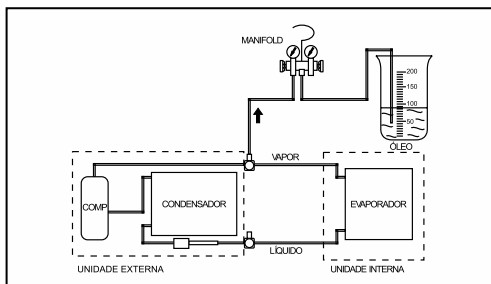 MANIFOLD
200
150
100
50
ÓLEO
VAPOR
COMP
CONDENSADOR
EVAPORADOR
LÍQUIDO
UNIDADE EXTERNA
UNIDADE INTERNA